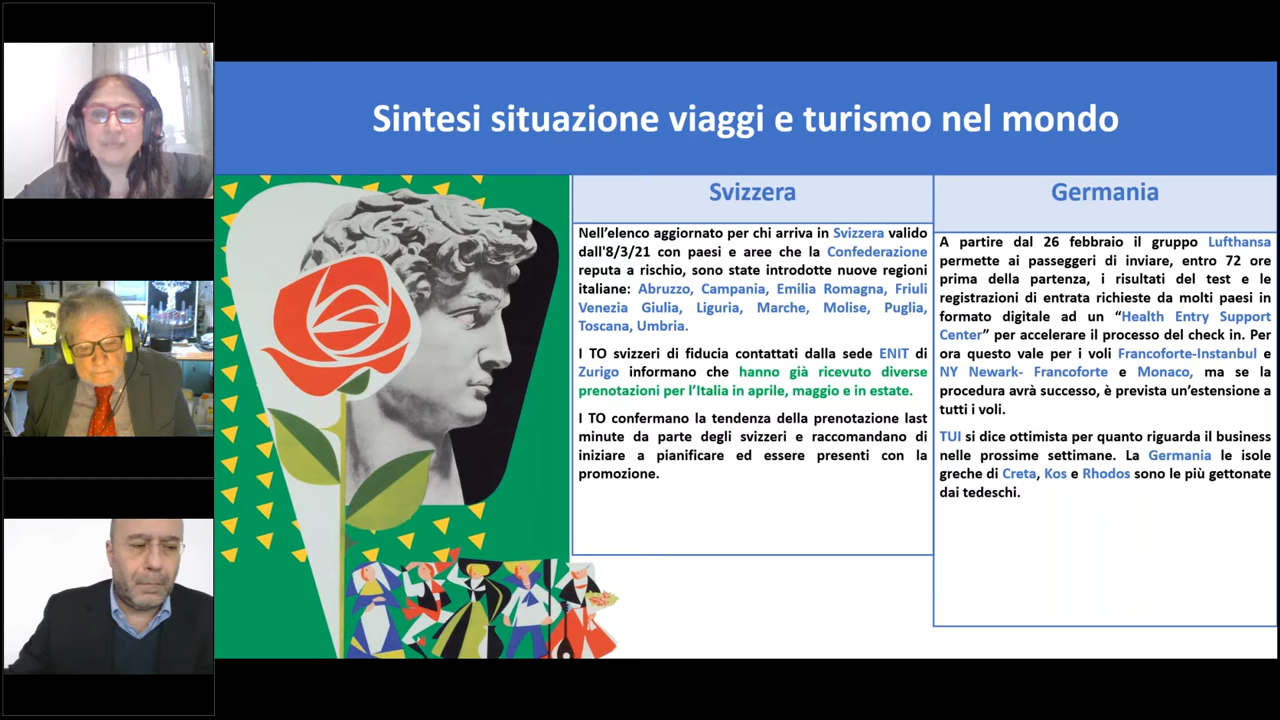 Sintesi situazione viaggi e turismo nel mondo
Svizzera
Nell’elenco aggiornato per chi arriva in Svizzera valido
dall'8/3/21 con paesi e aree che la Confederazione
reputa a rischio, sono state introdotte nuove regioni
italiane: Abruzzo, Campania, Emilia Romagna, Friuli
Venezia Giulia, Liguria, Marche, Molise, Puglia,
Toscana, Umbria.
I TO svizzeri di fiducia contattati dalla sede ENIT di
Zurigo informano che hanno già ricevuto diverse
prenotazioni per l’Italia in aprile, maggio e in estate.
I TO confermano la tendenza della prenotazione last
minute da parte degli svizzeri e raccomandano di
iniziare a pianificare ed essere presenti con la
promozione.
Germania
A partire dal 26 febbraio il gruppo Lufthansa
permette ai passeggeri di inviare, entro 72 ore
prima della partenza, i risultati del test e le
registrazioni di entrata richieste da molti paesi in
formato digitale ad un “Health Entry Support
Center” per accelerare il processo del check in. Per
ora questo vale per i voli Francoforte-Instanbul e
NY Newark- Francoforte e Monaco, ma se la
procedura avrà successo, è prevista un’estensione a
tutti i voli.
TUI si dice ottimista per quanto riguarda il business
nelle prossime settimane. La Germania le isole
greche di Creta, Kos e Rhodos sono le più gettonate
dai tedeschi.